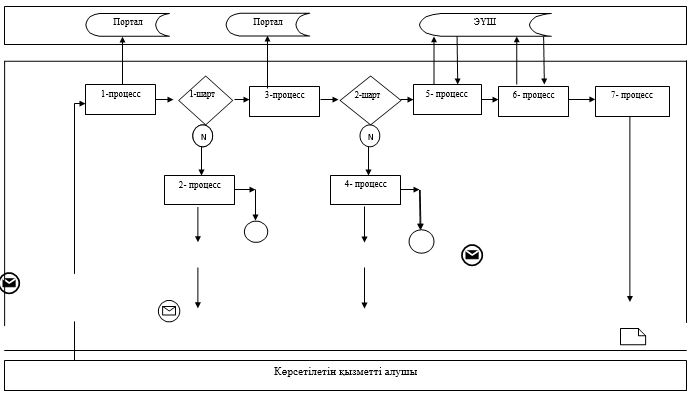 Портал
Портал
ЭҮШ
1-процесс
1-шарт
3-процесс
2-шарт
5- процесс
6- процесс
7- процесс
N
N
2- процесс
4- процесс
Көрсетілетін қызметті алушы